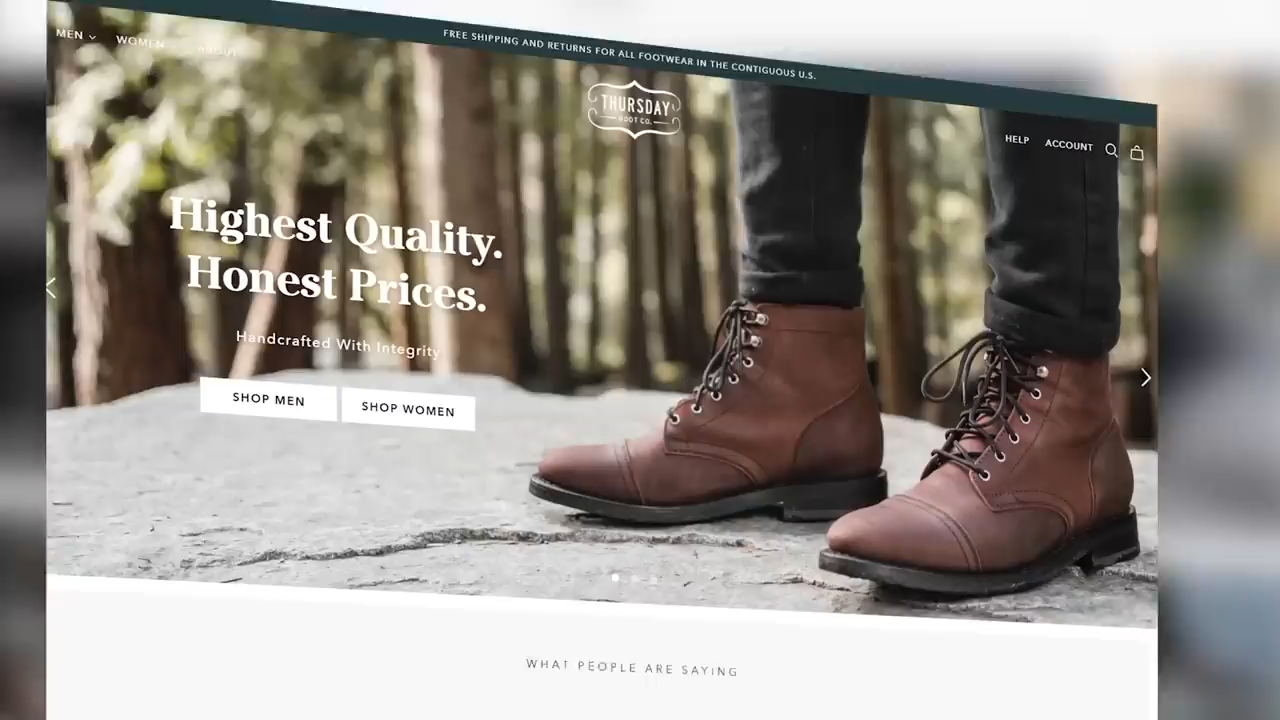 FREE SHIPPING AND RETURNS FOR ALL FOOTWEAR IN THE CONTIGUOUS U.S.
MEN WOMEN ABOUT
THURSDAY
BOOT CO.
HELP ACCOUNT
Highest Quality.
Honest Prices.
Handcrafted With Integrity
SHOP MEN SHOP WOMEN
WHAT PEOPLE ARE SAYING